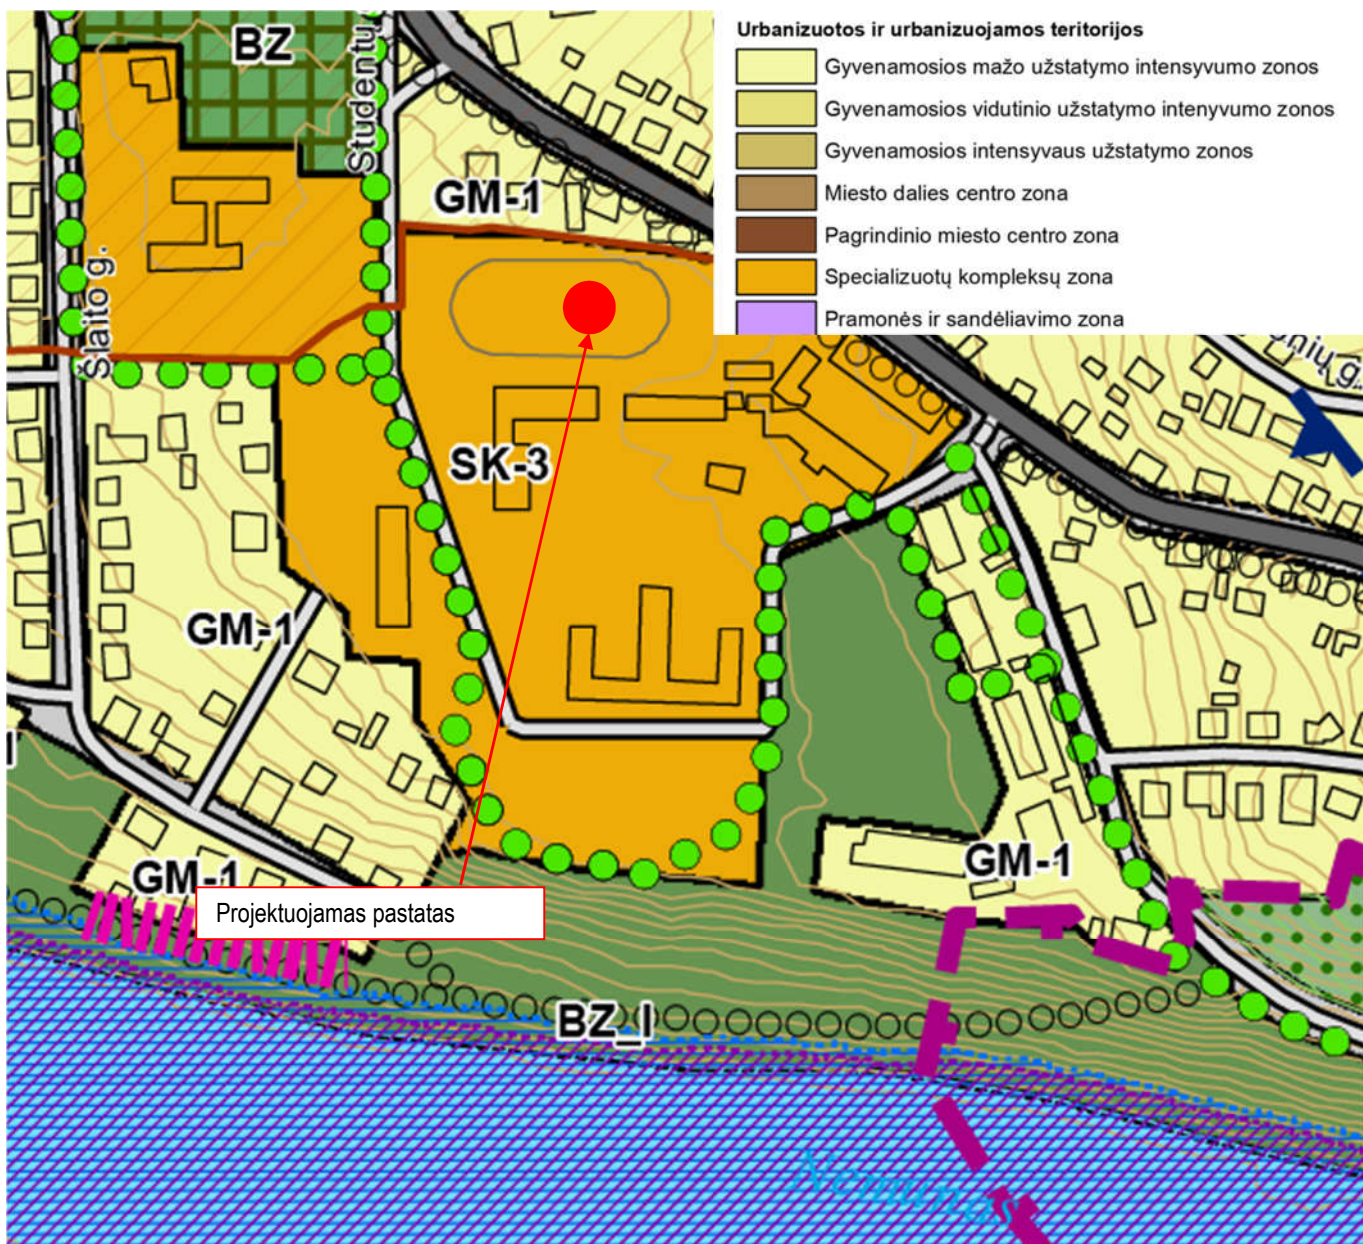 Urbanizuotos ir urbanizuojamos teritorijos
Gyvenamosios mažo užstatymo intensyvumo zonos
Gyvenamosios vidutinio užstatymo intenyvumo zonos
Gyvenamosios intensyvaus užstatymo zonos
Miesto dalies centro zona
Pagrindinio miesto centro zona
Specializuotų kompleksų zona
Pramonės ir sandėliavimo zona
BZ
Studentų
GM-1
Šlaito g.
SK-3
GM-1
GM-1
GM-1
Projektuojamas pastatas
BZ_I
Nemunas